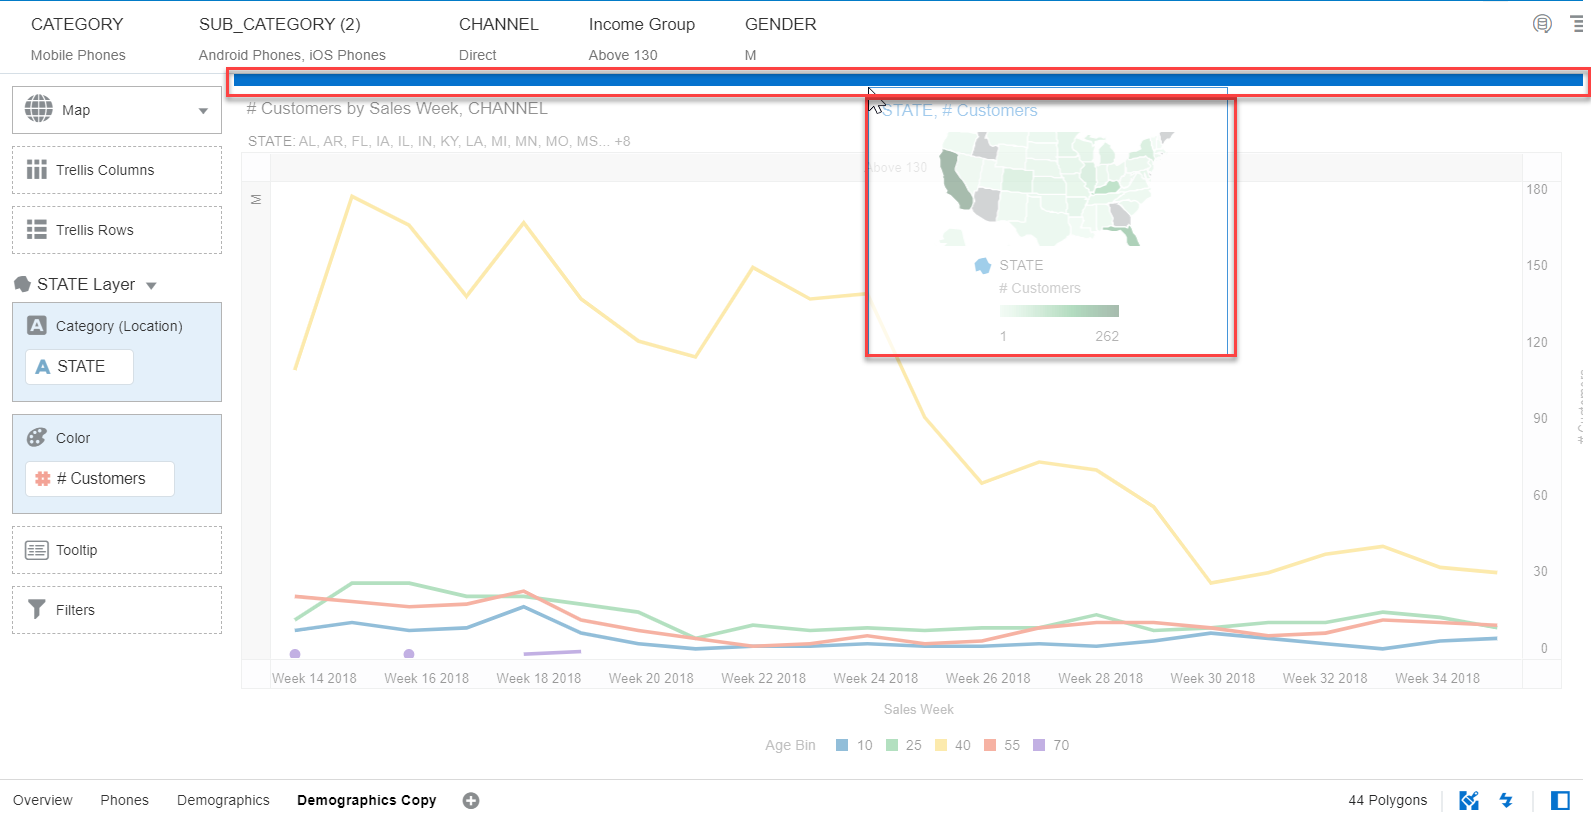 CATEGORY SUB_CATEGORY (2) CHANNEL Income Group GENDER
Mobile Phones Android Phones, iOS Phones Direct Above 130 M
Map
Trellis Columns
Trellis Rows
STATE Layer
A Category (Location)
A STATE
Color
# # Customers
Tooltip
Filters
# Customers by Sales Week, CHANNEL
STATE: AL, AR, FL, IA, IL, IN, KY, LA, MI, MN, MO, MS... +8
STATE, # Customers
Above 130
STATE
# Customers
1 262
M
180
150
120
90
60
30
0
# Customers
Week 14 2018 Week 16 2018 Week 18 2018 Week 20 2018 Week 22 2018 Week 24 2018 Week 26 2018 Week 28 2018 Week 30 2018 Week 32 2018 Week 34 2018
Sales Week
Age Bin 10 25 40 55 70
Overview Phones Demographics Demographics Copy 44 Polygons